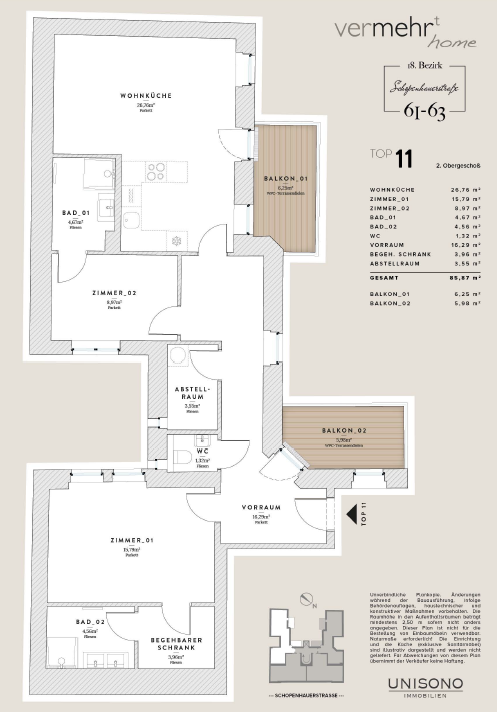 vermehrt
home
18. Bezirk
Schopenhauerstraße
61-63
TOP 11
2. Obergeschoß
WOHNKÜCHE 26,76 m²
ZIMMER_01 15,79 m²
ZIMMER_02 8,97 m²
BAD_01 4,67 m²
BAD_02 4,56 m²
WC 1,32 m²
VORRAUM 16,29 m²
BEGEH. SCHRANK 3,96 m²
ABSTELLRAUM 3,55 m²
GESAMT 85,87 m²
BALKON_01 6,25 m²
BALKON_02 5,98 m²
WOHNKÜCHE
26,76m²
Parkett
BALKON_01
6,25m²
WPC-Terrassendielen
BAD_01
4,67m²
Fliesen
ZIMMER_02
8,97m²
Parkett
ABSTELL-
RAUM
3,55m²
Fliesen
BALKON_02
5,98m²
WPC-Terrassendielen
WC
1,32m²
Fliesen
VORRAUM
16,29m²
Parkett
TOP 11
ZIMMER_01
15,79m²
Parkett
BAD_02
4,56m²
Fliesen
BEGEHBARER
SCHRANK
3,96m²
Fliesen
N
--- SCHOPENHAUERSTRASSE ---
Unverbindliche Plankopie. Änderungen
während der Bauausführung, infolge
Behördenauflagen, haustechnischer und
konstruktiver Maßnahmen vorbehalten. Die
Raumhöhe in den Aufenthaltsräumen beträgt
mindestens 2,50 m sofern nicht anders
angegeben. Dieser Plan ist nicht für die
Bestellung von Einbaumöbeln verwendbar.
Naturmaße erforderlich! Die Einrichtung
und die Küche (exklusive Sanitärmöbel)
sind illustrativ dargestellt und werden nicht
geliefert. Für Abweichungen von diesem Plan
übernimmt der Verkäufer keine Haftung.
UNISONO
IMMOBILIEN